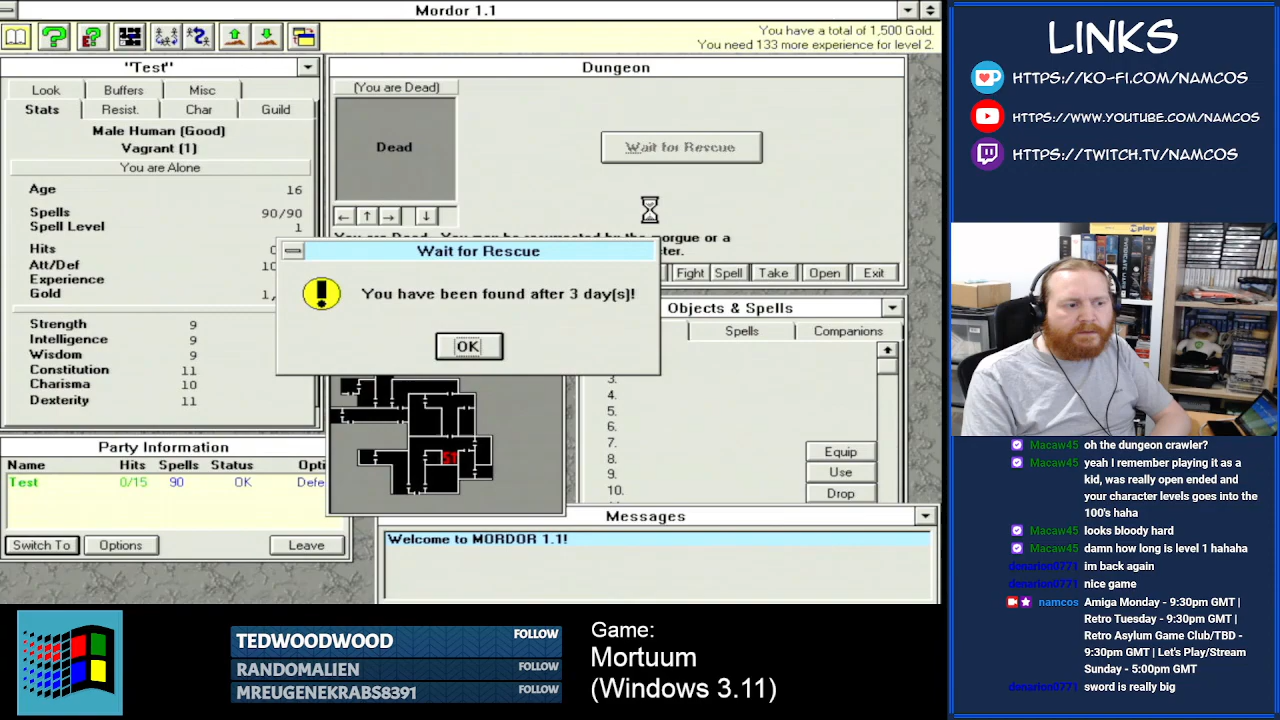 Mordor 1.1
You have a total of 1,500 Gold.
You need 133 more experience for level 2.
"Test"
Look Buffers Misc
Stats Resist. Char Guild
Male Human (Good)
Vagrant (1)
You are Alone
Age 16
Spells 90/90
Spell Level 1
Hits
Att/Def
Experience
Gold
Strength 9
Intelligence 9
Wisdom 9
Constitution 11
Charisma 10
Dexterity 11
Party Information
Name Hits Spells Status
Test 0/15 90 OK
Switch To Options Leave
Dungeon
(You are Dead)
Dead
Wait for Rescue
Fight Spell Take Open Exit
Wait for Rescue
You have been found after 3 day(s)!
OK
Objects & Spells
Spells Companions
3.
4.
5.
6.
7.
8.
9.
10.
Equip
Use
Drop
Messages
Welcome to MORDOR 1.1!
TEDWOODWOOD FOLLOW
RANDOMALIEN FOLLOW
MREUGENEKRABS8391 FOLLOW
Game:
Mortuum
(Windows 3.11)
LINKS
HTTPS://KO-FI.COM/NAMCOS
HTTPS://WWW.YOUTUBE.COM/NAMCOS
HTTPS://TWITCH.TV/NAMCOS
Macaw45 oh the dungeon crawler?
Macaw45 yeah I remember playing it as a
kid, was really open ended and
your character levels goes into the
100's haha
Macaw45 looks bloody hard
Macaw45 damn how long is level 1 hahaha
denarion0771 im back again
denarion0771 nice game
namcos Amiga Monday - 9:30pm GMT |
Retro Tuesday - 9:30pm GMT |
Retro Asylum Game Club/TBD -
9:30pm GMT | Let's Play/Stream
Sunday - 5:00pm GMT
denarion0771 sword is really big